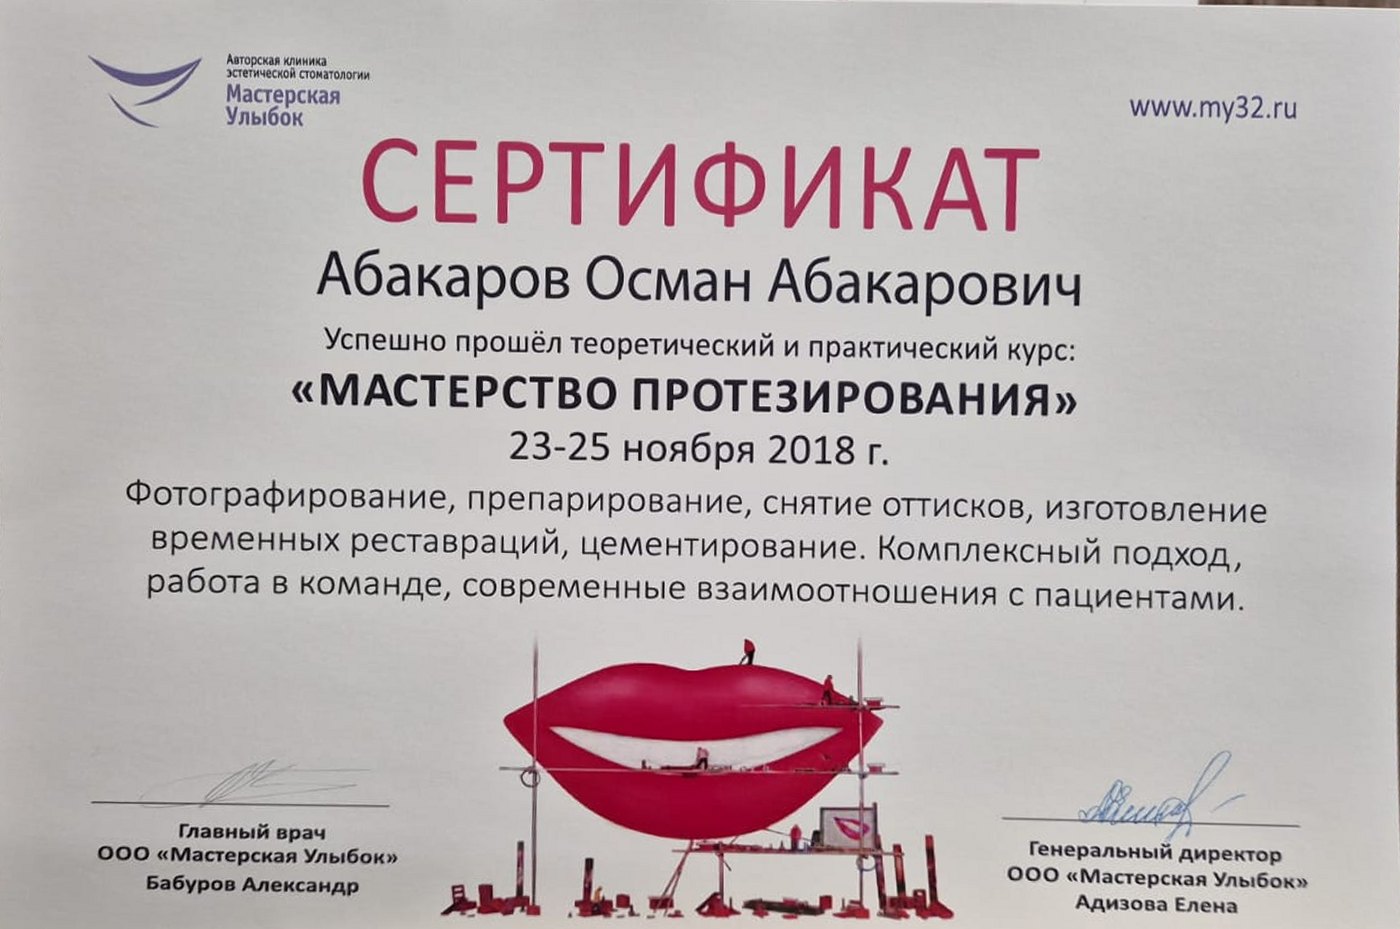 Авторская клиника
эстетической стоматологии
Мастерская
Улыбок
www.my32.ru
СЕРТИФИКАТ
Абакаров Осман Абакарович
Успешно прошёл теоретический и практический курс:
«МАСТЕРСТВО ПРОТЕЗИРОВАНИЯ»
23-25 ноября 2018 г.
Фотографирование, препарирование, снятие оттисков, изготовление
временных реставраций, цементирование. Комплексный подход,
работа в команде, современные взаимоотношения с пациентами.
Главный врач
ООО «Мастерская Улыбок»
Бабуров Александр
Генеральный директор
ООО «Мастерская Улыбок»
Адизова Елена